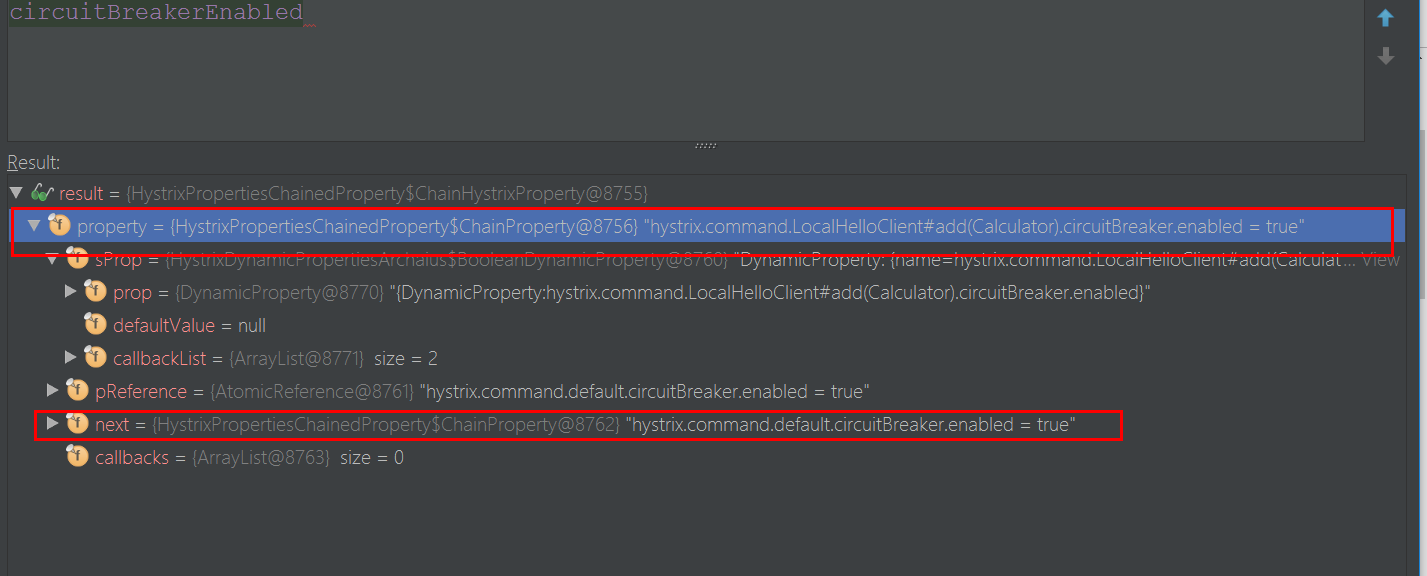 circuitBreakerEnabled
Result:
result = {HystrixPropertiesChainedProperty$ChainHystrixProperty@8755}
property = {HystrixPropertiesChainedProperty$ChainProperty@8756} "hystrix.command.LocalHelloClient#add(Calculator).circuitBreaker.enabled = true"
sProp = {HystrixDynamicPropertiesArchaius$BooleanDynamicProperty@8760} "DynamicProperty: {name=hystrix.command.LocalHelloClient#add(Calculat... View
prop = {DynamicProperty@8770} "{DynamicProperty:hystrix.command.LocalHelloClient#add(Calculator).circuitBreaker.enabled}"
defaultValue = null
callbackList = {ArrayList@8771} size = 2
pReference = {AtomicReference@8761} "hystrix.command.default.circuitBreaker.enabled = true"
next = {HystrixPropertiesChainedProperty$ChainProperty@8762} "hystrix.command.default.circuitBreaker.enabled = true"
callbacks = {ArrayList@8763} size = 0